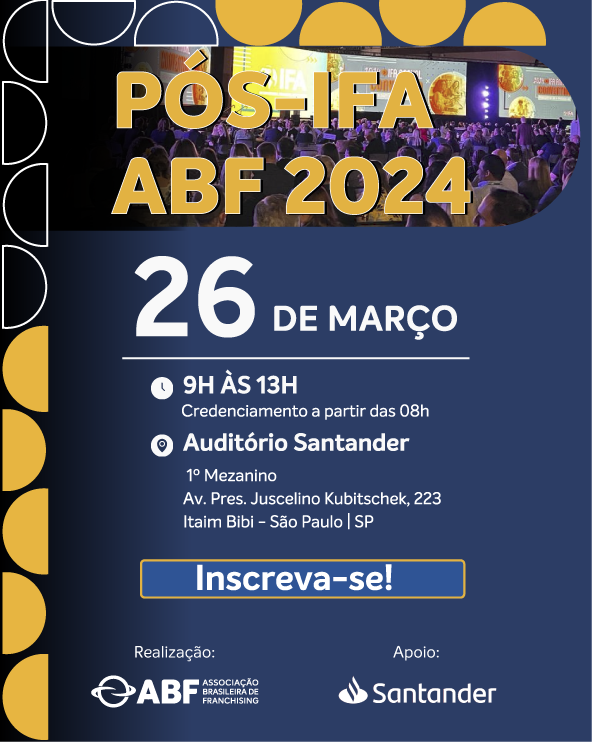 PÓS-IFA
ABF 2024
26 DE MARÇO
9H ÀS 13H
Credenciamento a partir das 08h
Auditório Santander
1º Mezanino
Av. Pres. Juscelino Kubitschek, 223
Itaim Bibi - São Paulo | SP
Inscreva-se!
Realização:
ABF ASSOCIAÇÃO
BRASILEIRA DE
FRANCHISING
Apoio:
Santander